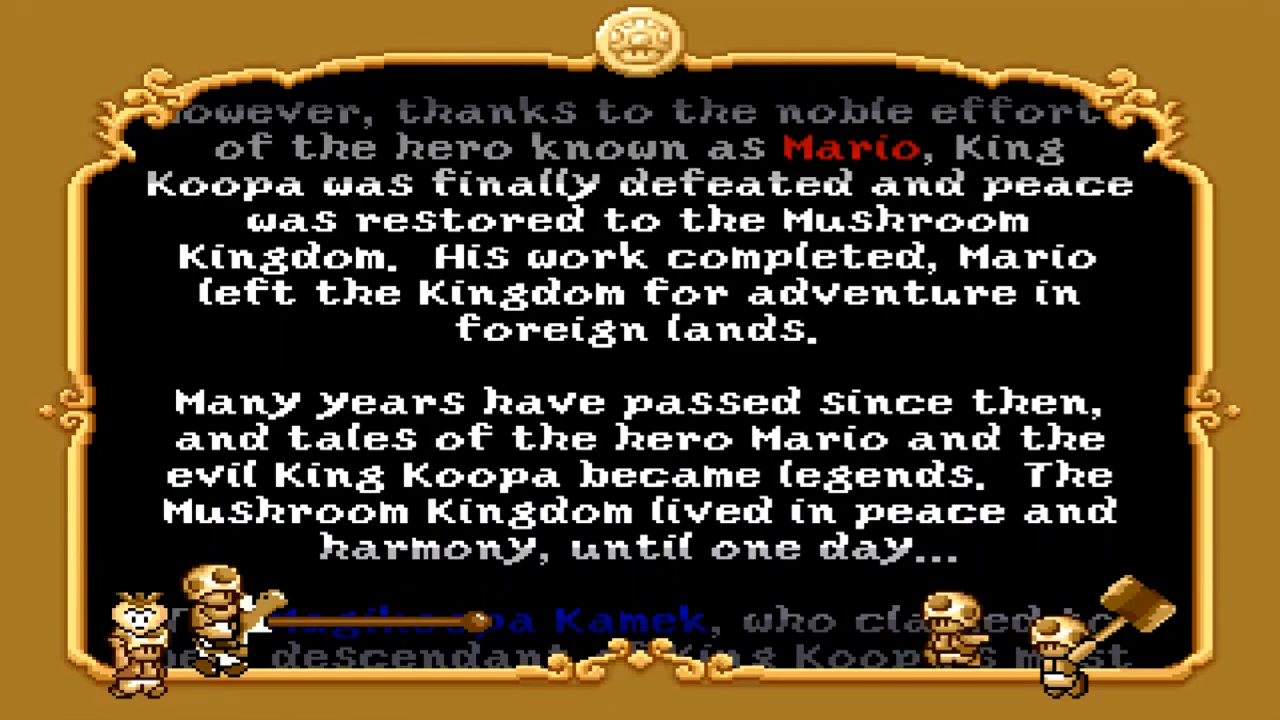 owever, thanks to the noble effort
of the hero known as Mario, King
Koopa was finally defeated and peace
was restored to the Mushroom
Kingdom. His work completed, Mario
left the Kingdom for adventure in
foreign lands.
Many years have passed since then,
and tales of the hero Mario and the
evil King Koopa became legends. The
Mushroom Kingdom lived in peace and
harmony, until one day...
Kamek, who
descendant King